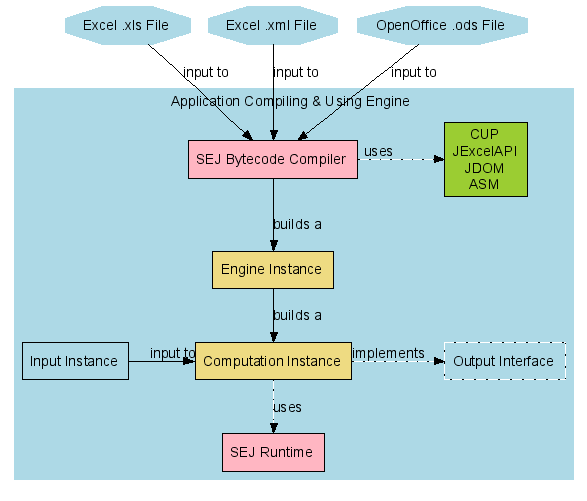 Excel .xls File
Excel .xml File
OpenOffice .ods File
input to
input to
input to
Application Compiling & Using Engine
SEJ Bytecode Compiler
uses
CUP
JExcelAPI
JDOM
ASM
builds a
Engine Instance
builds a
Input Instance
input to
Computation Instance
implements
Output Interface
uses
SEJ Runtime